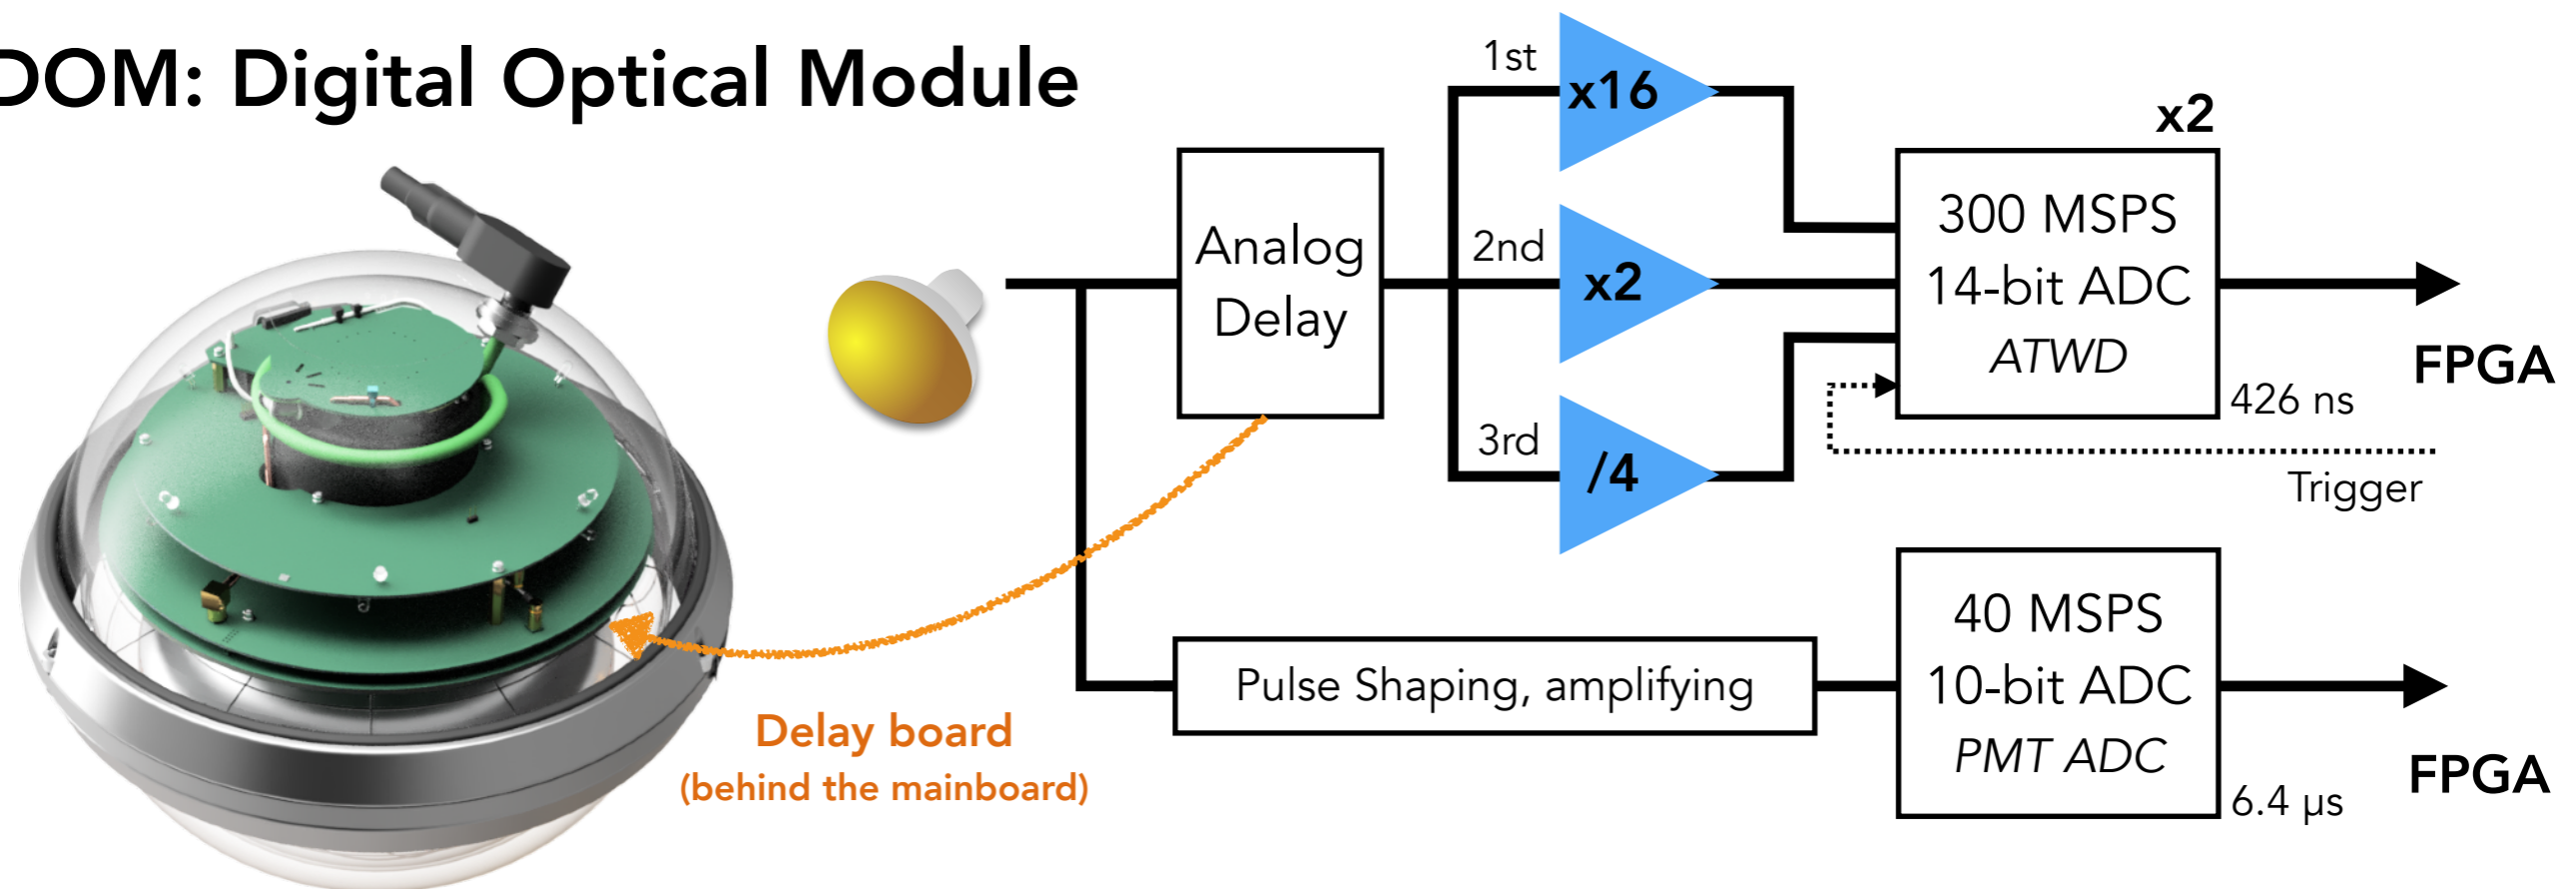 DOM: Digital Optical Module
1st
x16
x2
Analog
Delay
2nd
x2
300 MSPS
14-bit ADC
ATWD
FPGA
426 ns
3rd
/4
Trigger
Pulse Shaping, amplifying
40 MSPS
10-bit ADC
PMT ADC
FPGA
6.4 µs
Delay board
(behind the mainboard)